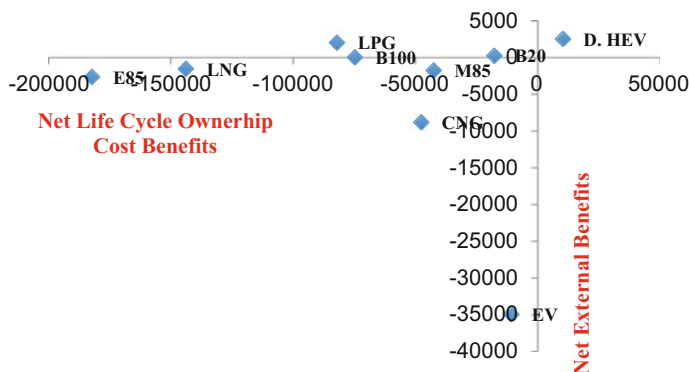 5000
D. HEV
LPG
B100
B20
0
E85
LNG
M85
-200000
-150000
-100000
-50000
0
50000
-5000
Net Life Cycle Ownerhip
Cost Benefits
CNG
-10000
-15000
-20000
-25000
-30000
-35000
EV
-40000
Net External Benefits